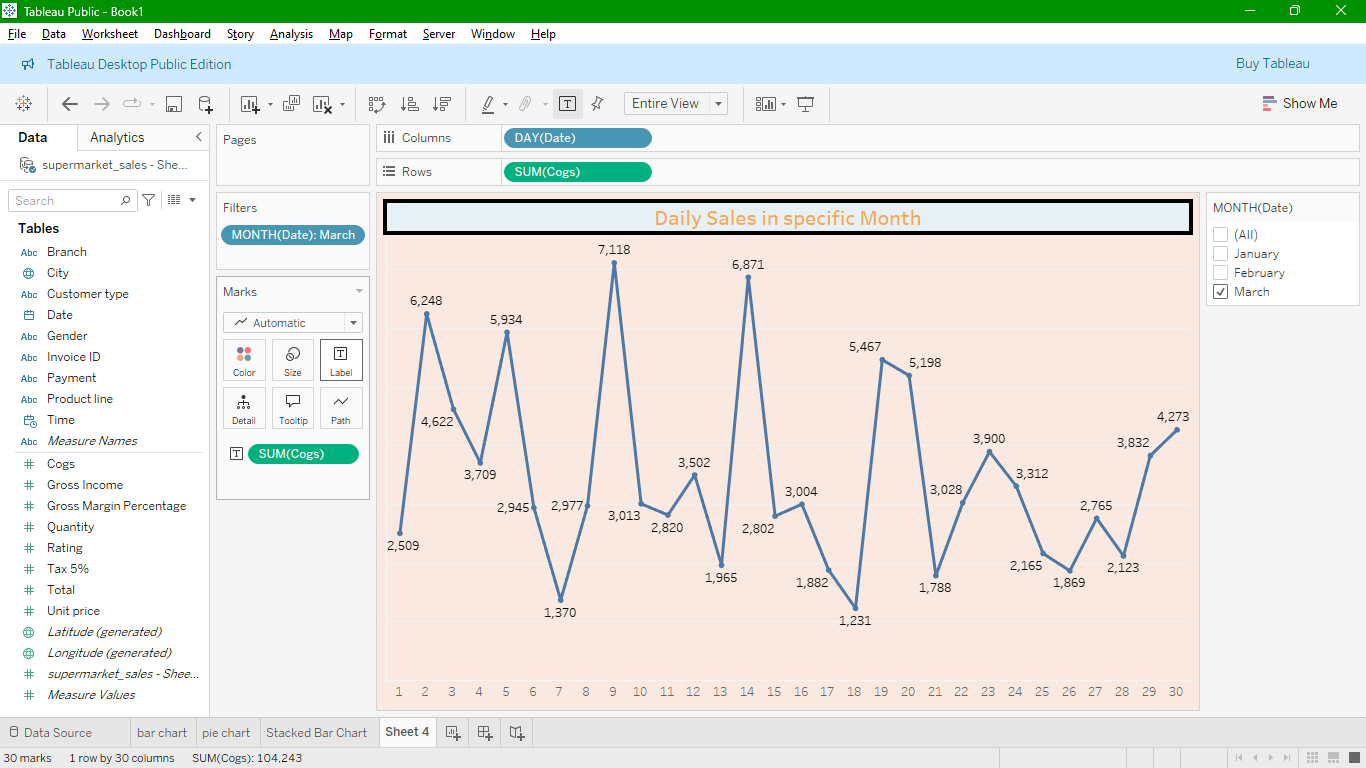 Tableau Public - Book1
File Data Worksheet Dashboard Story Analysis Map Format Server Window Help
Tableau Desktop Public Edition
Buy Tableau
Entire View
Show Me
Data
Analytics
supermarket_sales - She...
Search
Tables
Abc Branch
City
Abc Customer type
Date
Abc Gender
Abc Invoice ID
Abc Payment
Abc Product line
Time
Abc Measure Names
Cogs
Gross Income
Gross Margin Percentage
Quantity
Rating
Tax 5%
Total
Unit price
Latitude (generated)
Longitude (generated)
supermarket_sales - Shee...
Measure Values
Pages
Filters
MONTH(Date): March
Marks
Automatic
Color Size Label
Detail Tooltip Path
SUM(Cogs)
Columns DAY(Date)
Rows SUM(Cogs)
Daily Sales in specific Month
2,509
6,248
4,622
3,709
5,934
2,945
1,370
2,977
7,118
3,013
2,820
3,502
1,965
6,871
2,802
3,004
1,882
1,231
5,467
5,198
1,788
3,028
3,900
3,312
2,165
1,869
2,765
2,123
3,832
4,273
1 2 3 4 5 6 7 8 9 10 11 12 13 14 15 16 17 18 19 20 21 22 23 24 25 26 27 28 29 30
MONTH(Date)
(All)
January
February
March
Data Source bar chart pie chart Stacked Bar Chart Sheet 4
30 marks 1 row by 30 columns SUM(Cogs): 104,243